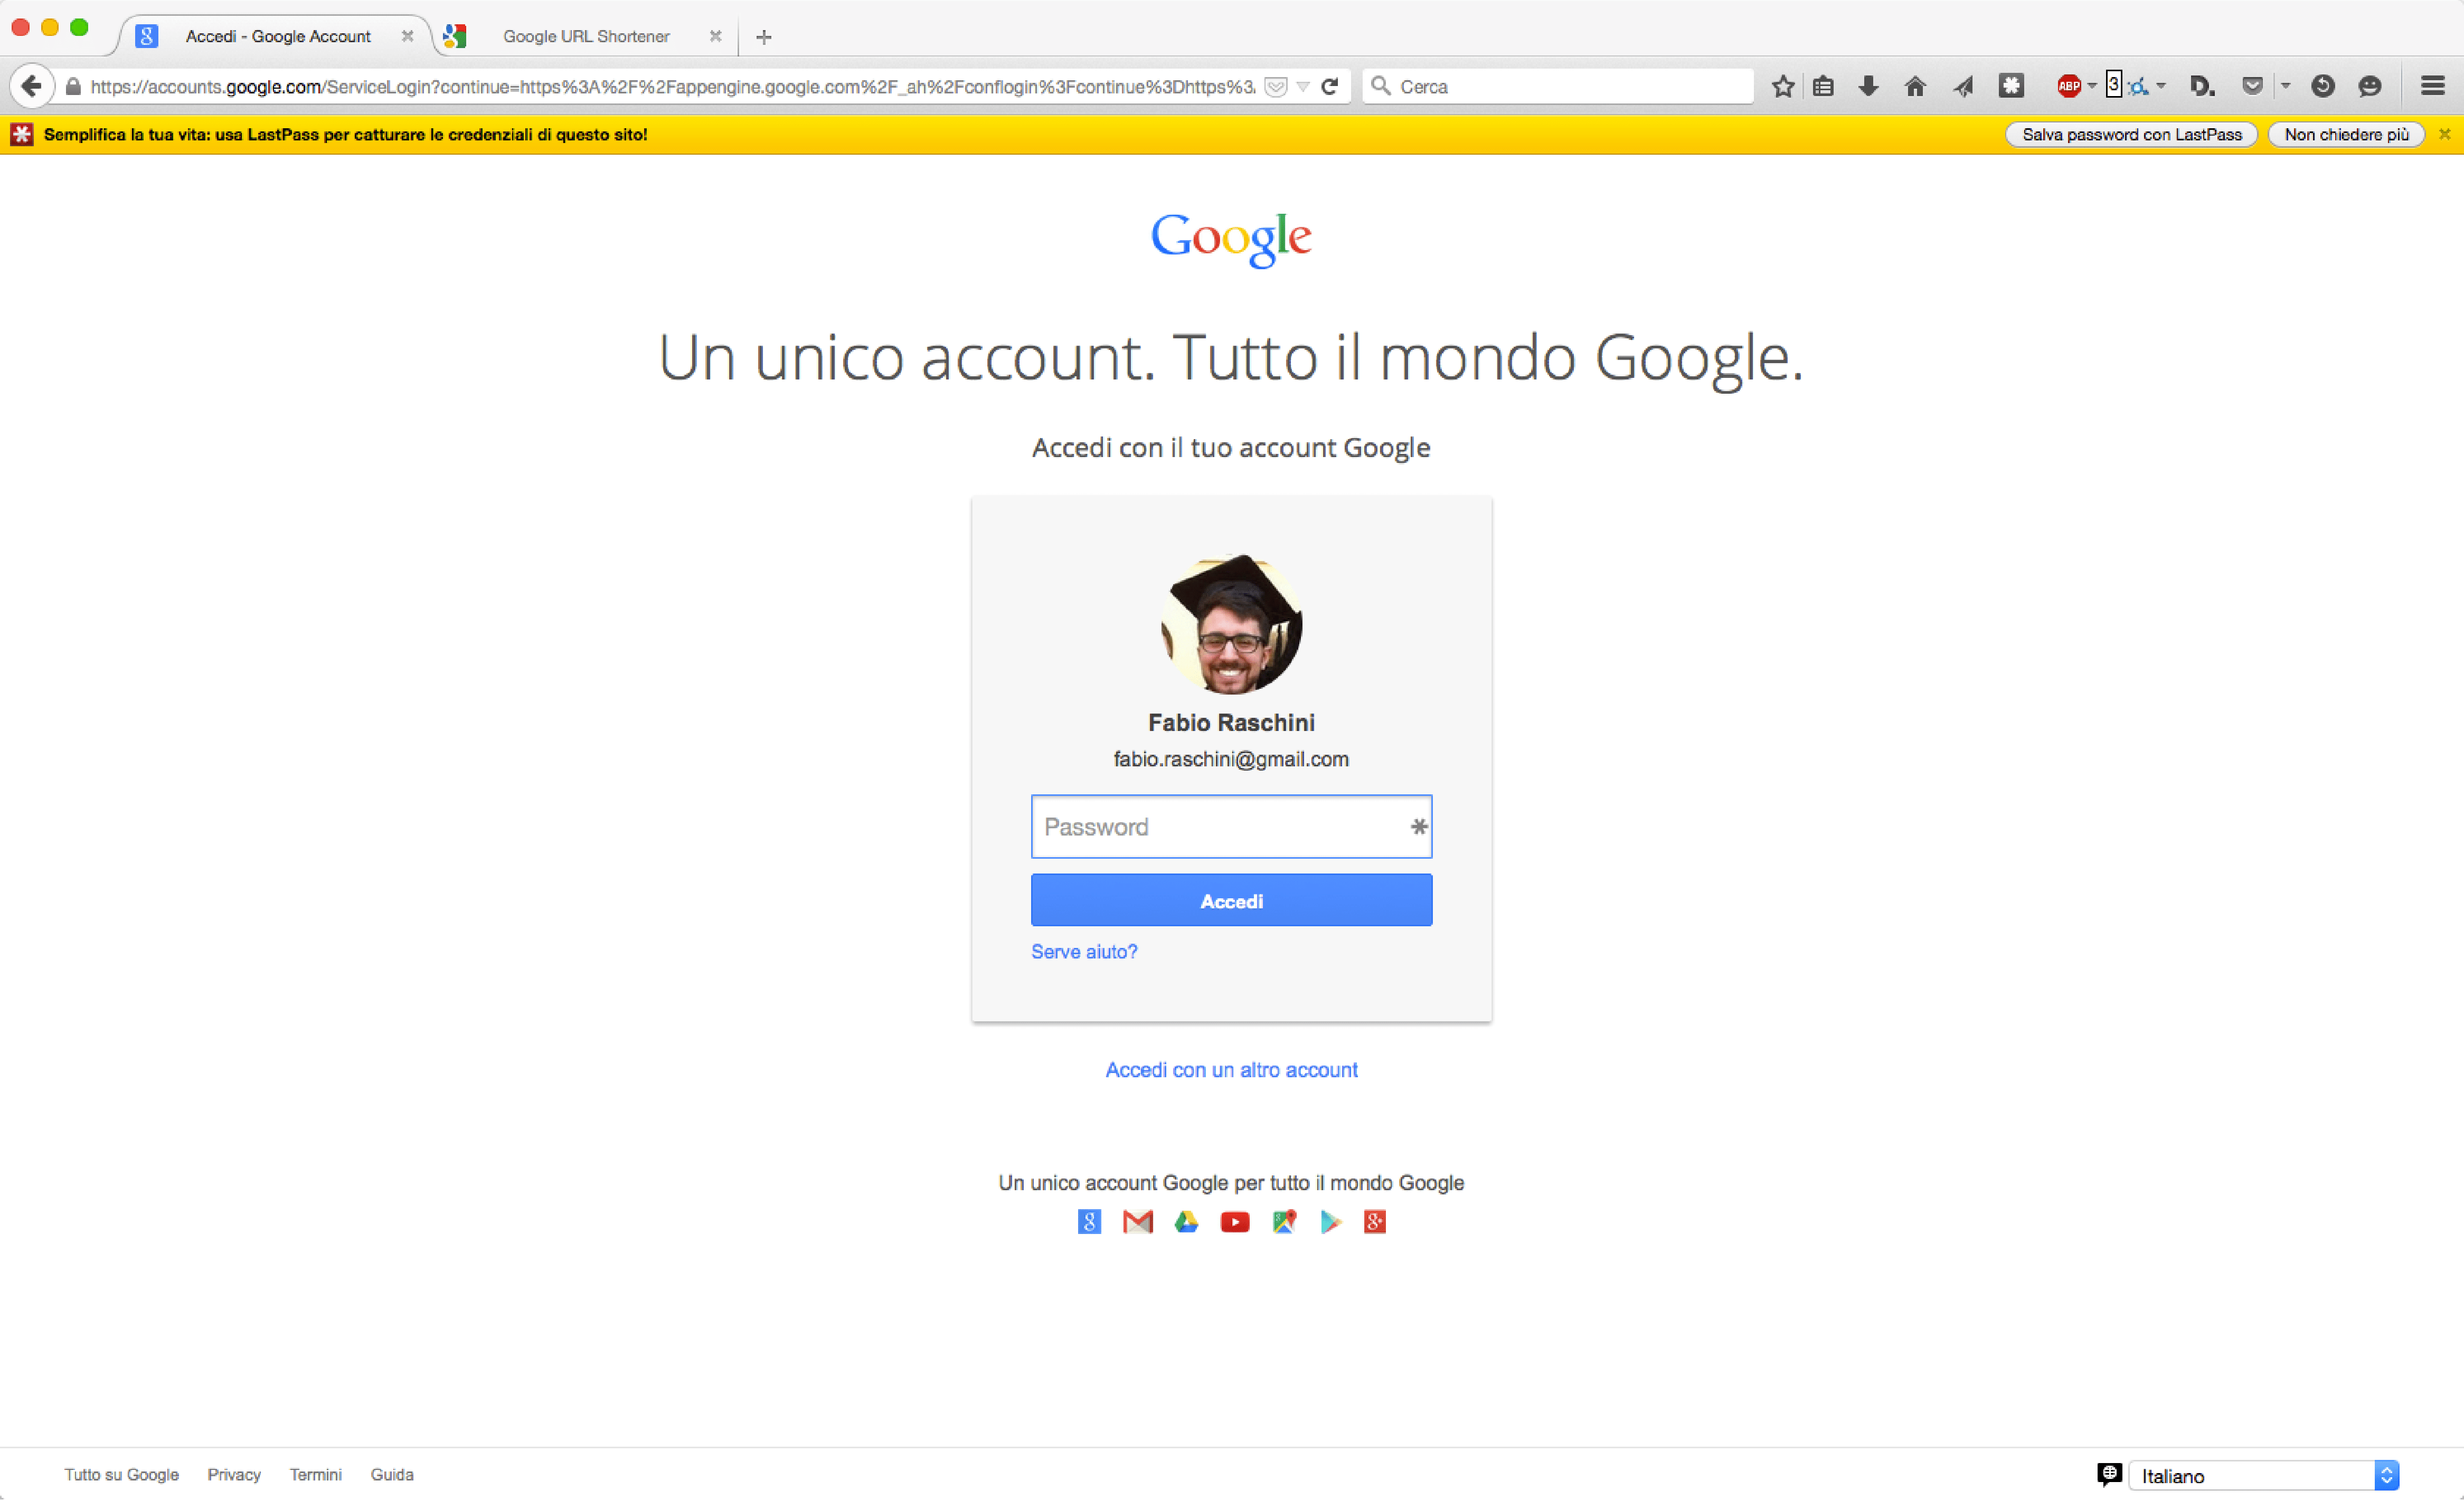 Accedi - Google Account
Google URL Shortener
https://accounts.google.com/ServiceLogin?continue=https%3A%2F%2Fappengine.google.com%2F_ah%2Fconflogin%3Fcontinue%3Dhttps%3.
Cerca
ABP
3
D.
Semplifica la tua vita: usa LastPass per catturare le credenziali di questo sito!
Salva password con LastPass
Non chiedere più
Google
Un unico account. Tutto il mondo Google.
Accedi con il tuo account Google
Fabio Raschini
fabio.raschini@gmail.com
Password
Accedi
Serve aiuto?
Accedi con un altro account
Un unico account Google per tutto il mondo Google
Tutto su Google
Privacy
Termini
Guida
Italiano